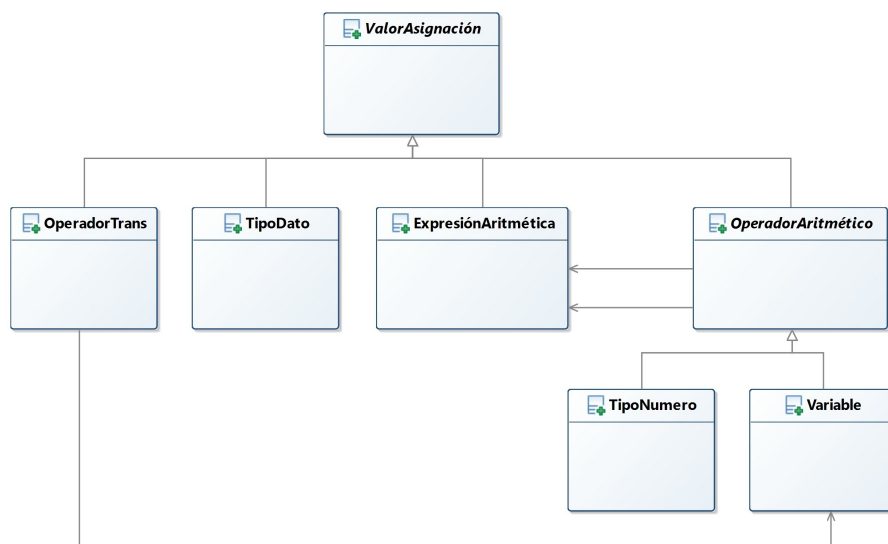 ValorAsignación
OperadorTrans
TipoDato
ExpresiónAritmética
OperadorAritmético
TipoNumero
Variable